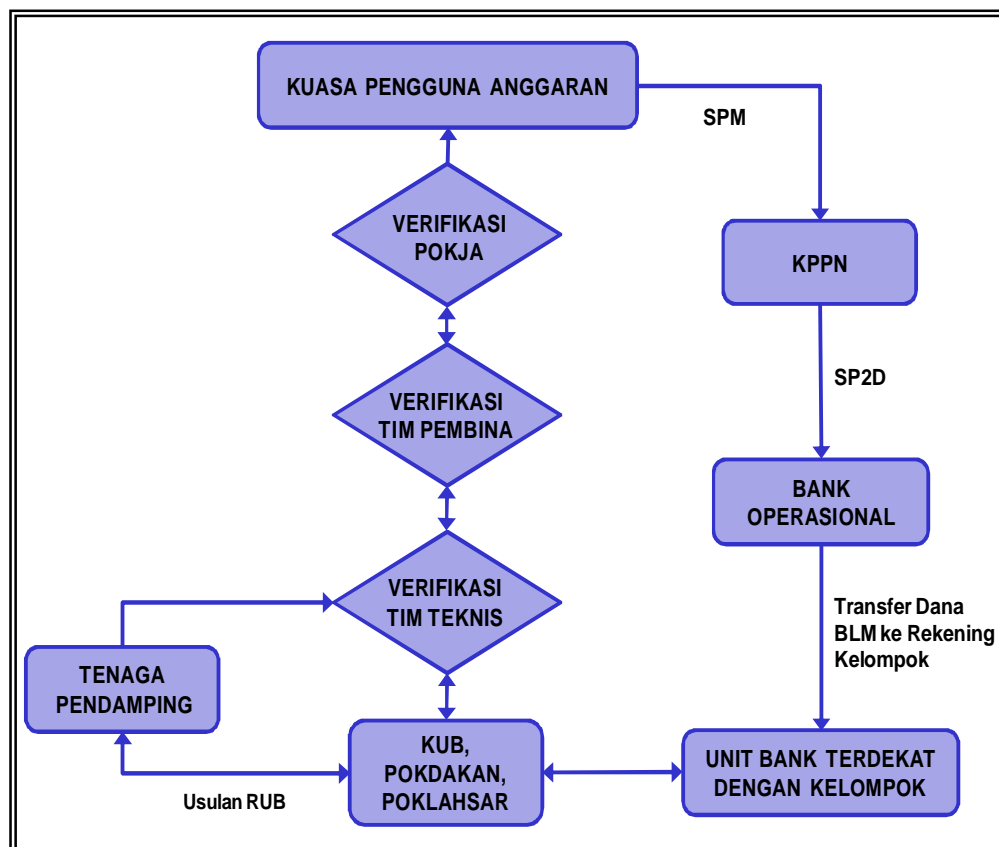 KUASA PENGGUNA ANGGARAN
SPM
VERIFIKASI
POKJA
KPPN
SP2D
VERIFIKASI
TIM PEMBINA
BANK
OPERASIONAL
VERIFIKASI
TIM TEKNIS
Transfer Dana
BLM ke Rekening
Kelompok
TENAGA
PENDAMPING
KUB,
POKDAKAN,
POKLAHSAR
UNIT BANK TERDEKAT
DENGAN KELOMPOK
Usulan RUB